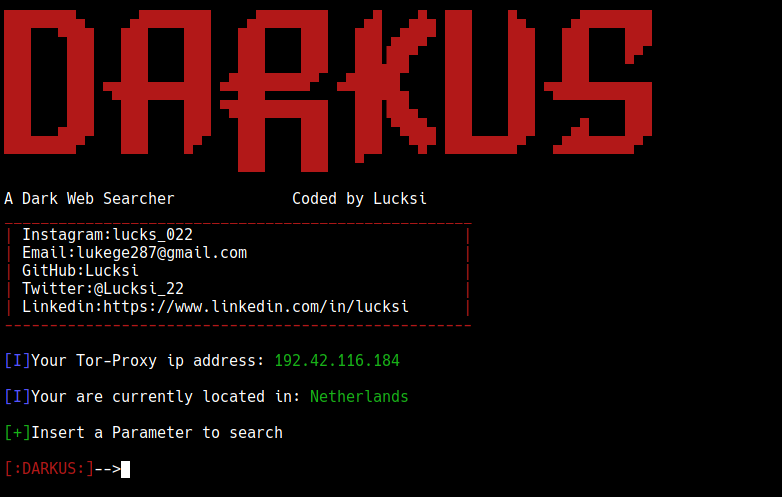 DARKUS
A Dark Web Searcher Coded by Lucksi
Instagram:lucks_022
Email:lukege287@gmail.com
GitHub:Lucksi
Twitter:@Lucksi_22
Linkedin:https://www.linkedin.com/in/lucksi
[I]Your Tor-Proxy ip address: 192.42.116.184
[I]Your are currently located in: Netherlands
[+]Insert a Parameter to search
[:DARKUS:]-->